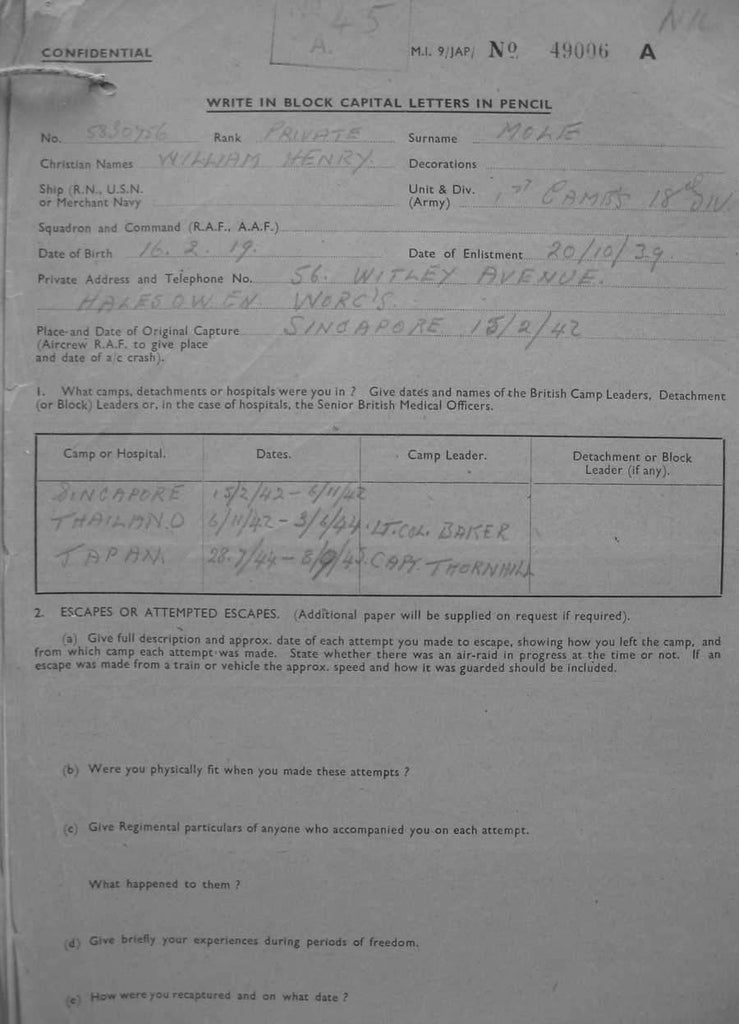 45
A.
NIL
CONFIDENTIAL M.I. 9/JAP/ No 49006 A
WRITE IN BLOCK CAPITAL LETTERS IN PENCIL
No. 5830756 Rank PRIVATE Surname MOLE
Christian Names WILLIAM HENRY. Decorations
Ship (R.N., U.S.N. Unit & Div. 1ST CAMBS 18th DIV.
or Merchant Navy (Army)
Squadron and Command (R.A.F., A.A.F.)
Date of Birth 16. 2. 19. Date of Enlistment 20/10/39.
Private Address and Telephone No. 56. WITLEY AVENUE.
HALESOWEN WORC'S.
Place and Date of Original Capture SINGAPORE 15/2/42
(Aircrew R.A.F. to give place
and date of a/c crash).
1. What camps, detachments or hospitals were you in ? Give dates and names of the British Camp Leaders, Detachment
(or Block) Leaders or, in the case of hospitals, the Senior British Medical Officers.
Camp or Hospital. Dates. Camp Leader. Detachment or Block
Leader (if any).
SINGAPORE 15/2/42 - 6/11/42
THAILAND 6/11/42 - 3/6/44. LT. COL. BAKER
JAPAN. 28.7/44 - 8/9/45. CAPT. THORNHILL
2. ESCAPES OR ATTEMPTED ESCAPES. (Additional paper will be supplied on request if required).
(a) Give full description and approx. date of each attempt you made to escape, showing how you left the camp, and
from which camp each attempt was made. State whether there was an air-raid in progress at the time or not. If an
escape was made from a train or vehicle the approx. speed and how it was guarded should be included.
(b) Were you physically fit when you made these attempts ?
(c) Give Regimental particulars of anyone who accompanied you on each attempt.
What happened to them ?
(d) Give briefly your experiences during periods of freedom.
(e) How were you recaptured and on what date ?